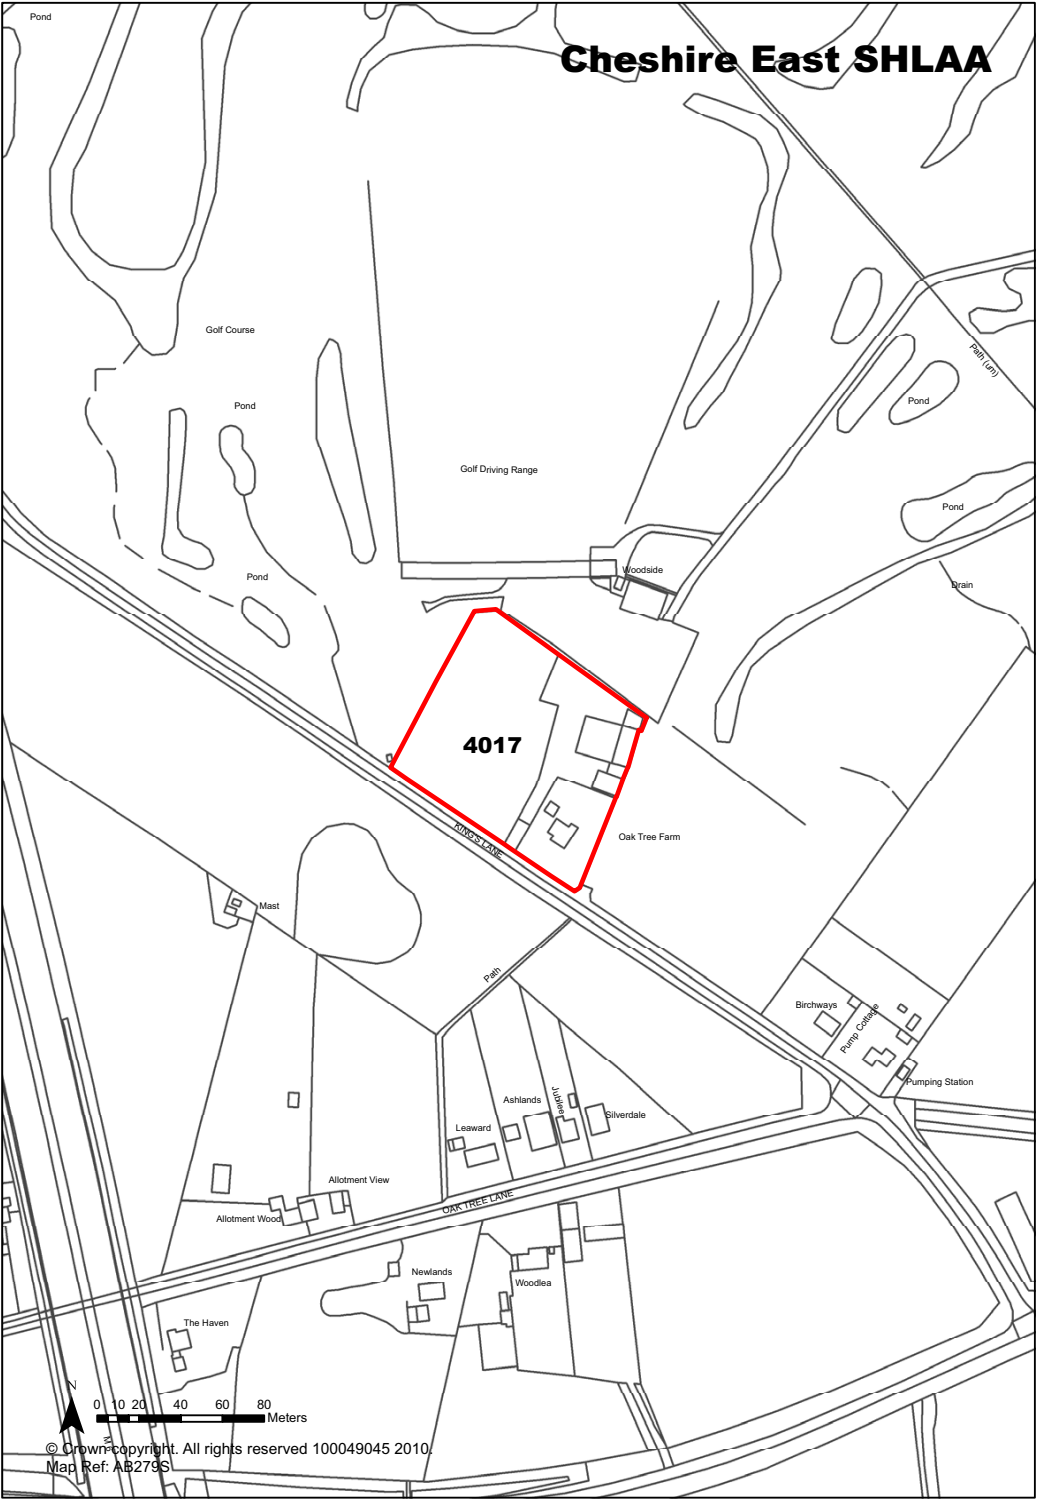 Pond
Cheshire East SHLAA
Golf Course
Path (um)
Pond
Pond
Golf Driving Range
Pond
Woodside
Pond
Drain
4017
KING'S LANE
Oak Tree Farm
Mast
Path
Birchways
Pump Cottage
Pumping Station
Ashlands
Jubilee
Silverdale
Leaward
Allotment View
OAK TREE LANE
Allotment Wood
Newlands
Woodlea
The Haven
N
0 10 20 40 60 80
Meters
M 6
© Crown copyright. All rights reserved 100049045 2010.
Map Ref: AB279S